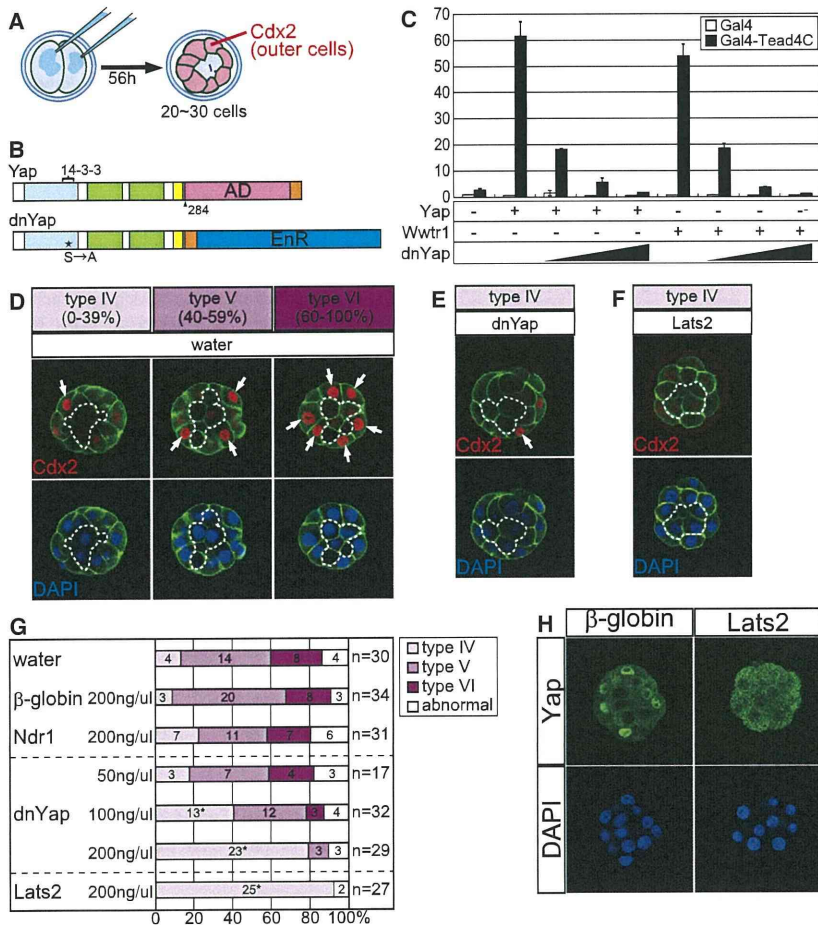 A
Cdx2
(outer cells)
56h
20~30 cells
B
Yap
14-3-3
AD
284
dnYap
EnR
S→A
C
Gal4
Gal4-Tead4C
70
60
50
40
30
20
10
0
Yap - + + + + - - - --
Wwtr1 - - - - - + + + +
dnYap
D
type IV
(0-39%)
type V
(40-59%)
type VI
(60-100%)
water
Cdx2
DAPI
E
type IV
dnYap
Cdx2
DAPI
F
type IV
Lats2
Cdx2
DAPI
G
type IV
type V
type VI
abnormal
water 4 14 8 4 n=30
β-globin 200ng/ul 3 20 8 3 n=34
Ndr1 200ng/ul 7 11 7 6 n=31
50ng/ul 3 7 4 3 n=17
dnYap 100ng/ul 13* 12 3 4 n=32
200ng/ul 23* 3 3 n=29
Lats2 200ng/ul 25* 2 n=27
0 20 40 60 80 100%
H
β-globin
Lats2
Yap
DAPI